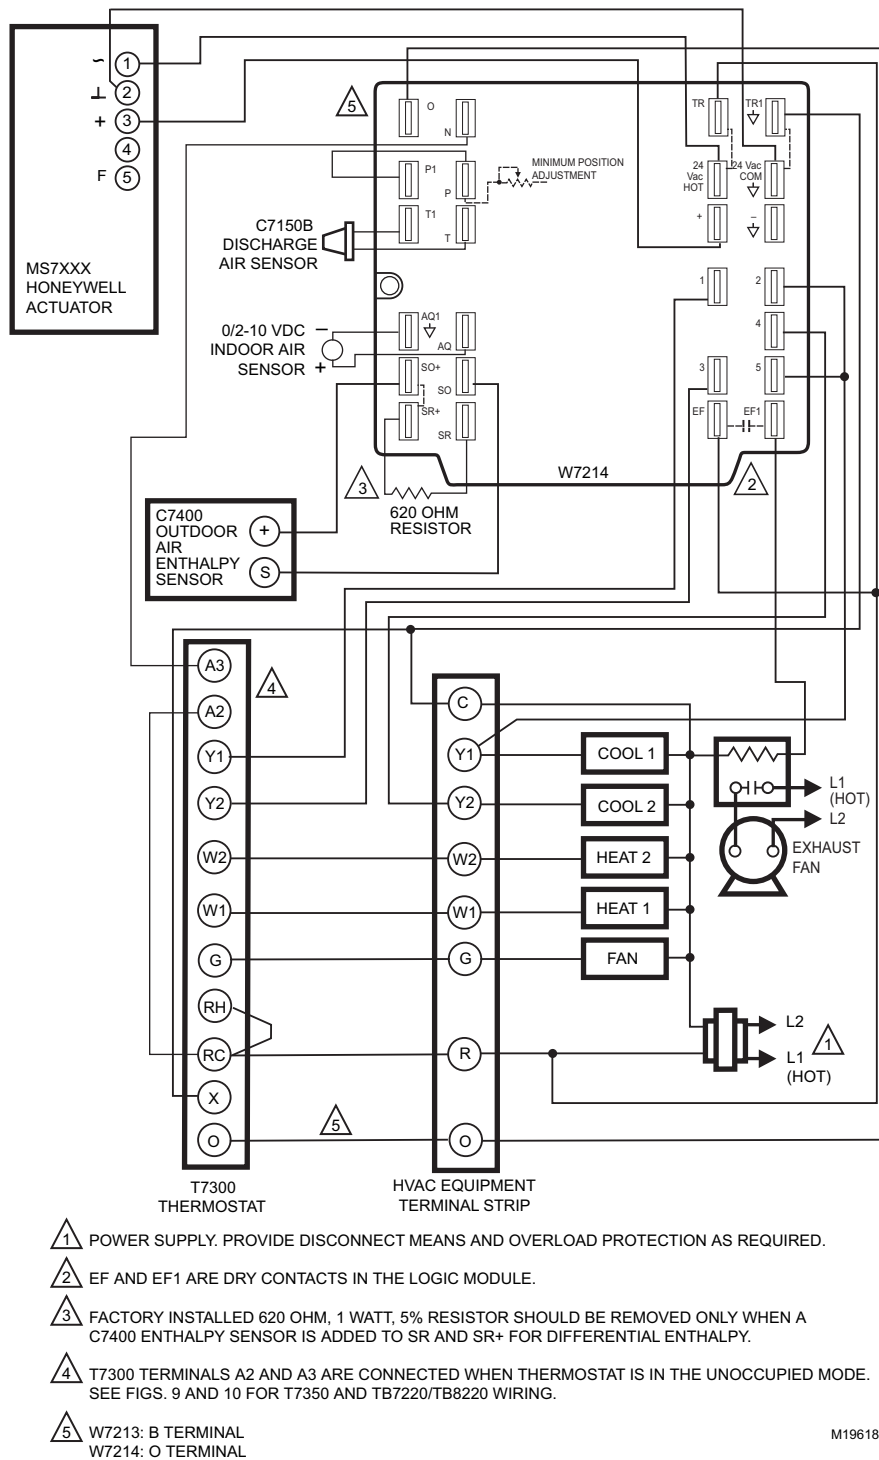 ~ 1
⊥ 2
+ 3
4
F 5
MS7XXX
HONEYWELL
ACTUATOR
5
O
N
P1
P
MINIMUM POSITION
ADJUSTMENT
T1
T
C7150B
DISCHARGE
AIR SENSOR
TR
TR1
24
Vac
HOT
24 Vac
COM
+
–
1
2
4
3
5
EF
EF1
0/2-10 VDC
INDOOR AIR
SENSOR
–
+
AQ1
AQ
SO+
SO
SR+
SR
W7214
3
620 OHM
RESISTOR
2
C7400
OUTDOOR
AIR
ENTHALPY
SENSOR
+
S
A3
4
A2
Y1
Y2
W2
W1
G
RH
RC
X
O
5
T7300
THERMOSTAT
C
Y1
Y2
W2
W1
G
R
O
HVAC EQUIPMENT
TERMINAL STRIP
COOL 1
COOL 2
HEAT 2
HEAT 1
FAN
L1
(HOT)
L2
EXHAUST
FAN
L2
L1
(HOT)
1
1 POWER SUPPLY. PROVIDE DISCONNECT MEANS AND OVERLOAD PROTECTION AS REQUIRED.
2 EF AND EF1 ARE DRY CONTACTS IN THE LOGIC MODULE.
3 FACTORY INSTALLED 620 OHM, 1 WATT, 5% RESISTOR SHOULD BE REMOVED ONLY WHEN A
C7400 ENTHALPY SENSOR IS ADDED TO SR AND SR+ FOR DIFFERENTIAL ENTHALPY.
4 T7300 TERMINALS A2 AND A3 ARE CONNECTED WHEN THERMOSTAT IS IN THE UNOCCUPIED MODE.
SEE FIGS. 9 AND 10 FOR T7350 AND TB7220/TB8220 WIRING.
5 W7213: B TERMINAL
W7214: O TERMINAL
M19618